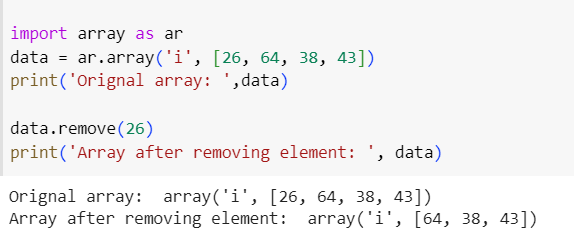 import array as ar
data = ar.array('i', [26, 64, 38, 43])
print('Orignal array: ',data)
data.remove(26)
print('Array after removing element: ', data)
Orignal array:  array('i', [26, 64, 38, 43])
Array after removing element:  array('i', [64, 38, 43])